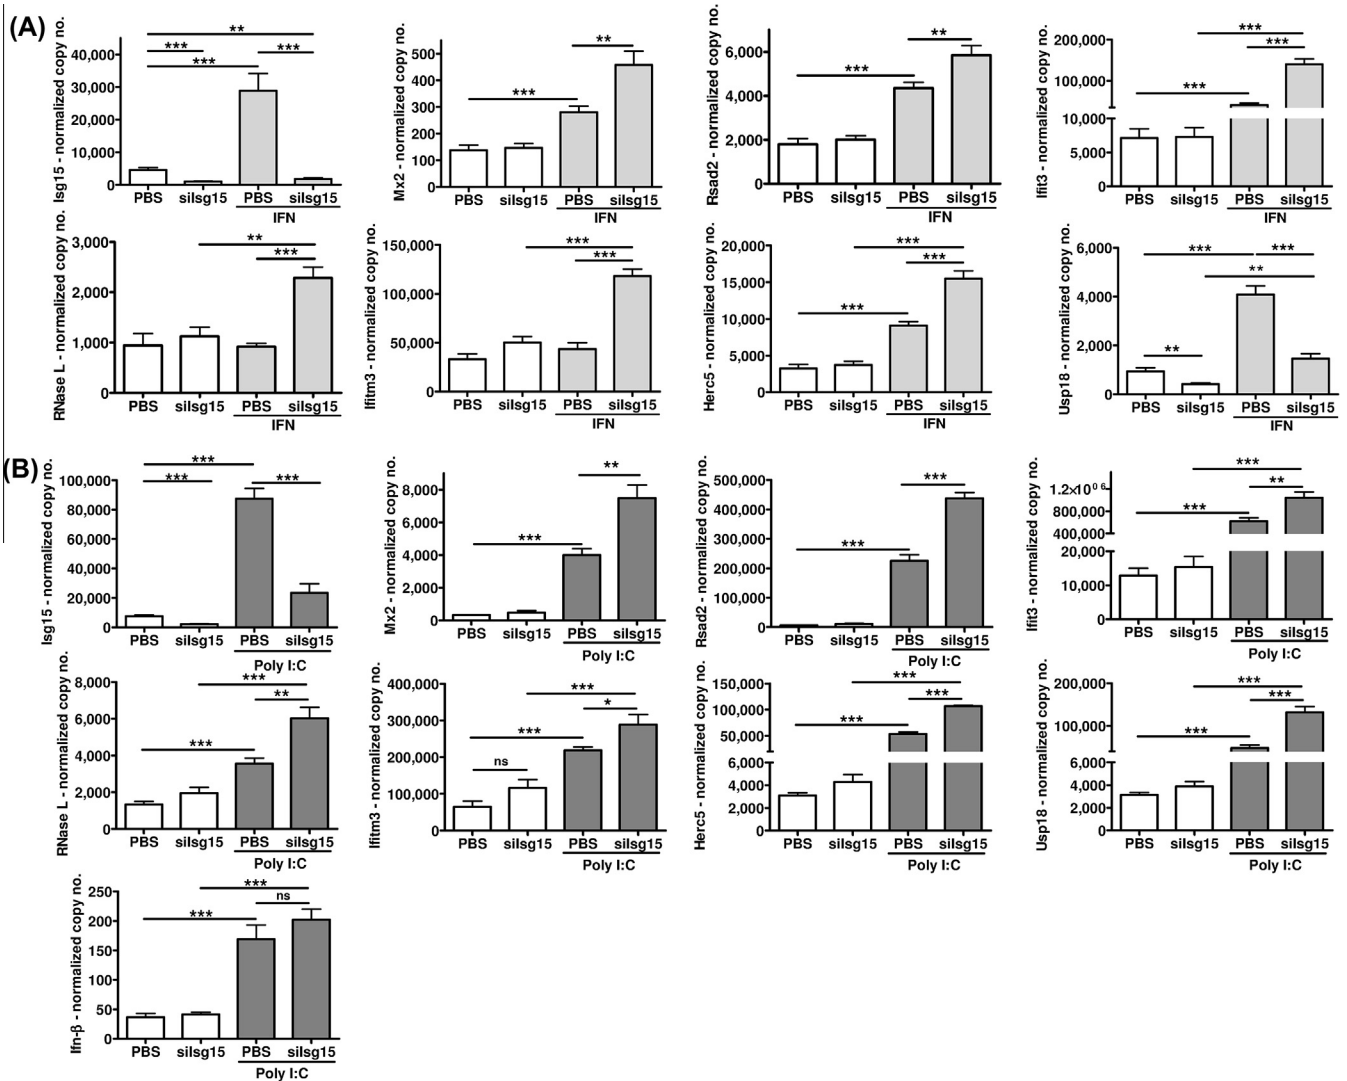 (A)
Isg15 - normalized copy no.
40,000
30,000
20,000
10,000
0
**
***
***
***
PBS siIsg15 PBS siIsg15
IFN
Mx2 - normalized copy no.
500
400
300
200
100
0
**
***
PBS siIsg15 PBS siIsg15
IFN
Rsad2 - normalized copy no.
6,000
4,000
2,000
0
**
***
PBS siIsg15 PBS siIsg15
IFN
Ifit3 - normalized copy no.
200,000
100,000
10,000
5,000
0
***
***
***
PBS siIsg15 PBS siIsg15
IFN
RNase L - normalized copy no.
3,000
2,000
1,000
0
**
***
PBS siIsg15 PBS siIsg15
IFN
Ifitm3 - normalized copy no.
150,000
100,000
50,000
0
***
***
PBS siIsg15 PBS siIsg15
IFN
Herc5 - normalized copy no.
20,000
15,000
10,000
5,000
0
***
***
***
PBS siIsg15 PBS siIsg15
IFN
Usp18 - normalized copy no.
6,000
4,000
2,000
0
*** ***
**
**
PBS siIsg15 PBS siIsg15
IFN
(B)
Isg15 - normalized copy no.
100,000
80,000
60,000
40,000
20,000
0
***
*** ***
PBS siIsg15 PBS siIsg15
Poly I:C
Mx2 - normalized copy no.
8,000
6,000
4,000
2,000
0
**
***
PBS siIsg15 PBS siIsg15
Poly I:C
Rsad2 - normalized copy no.
500,000
400,000
300,000
200,000
100,000
0
***
***
PBS siIsg15 PBS siIsg15
Poly I:C
Ifit3 - normalized copy no.
1.2×10⁰⁶
800,000
400,000
20,000
10,000
0
***
**
***
PBS siIsg15 PBS siIsg15
Poly I:C
RNase L - normalized copy no.
8,000
6,000
4,000
2,000
0
***
**
***
PBS siIsg15 PBS siIsg15
Poly I:C
Ifitm3 - normalized copy no.
400,000
300,000
200,000
100,000
0
***
*
***
ns
PBS siIsg15 PBS siIsg15
Poly I:C
Herc5 - normalized copy no.
150,000
100,000
50,000
6,000
4,000
2,000
0
***
***
***
PBS siIsg15 PBS siIsg15
Poly I:C
Usp18 - normalized copy no.
200,000
100,000
6,000
4,000
2,000
0
***
***
***
PBS siIsg15 PBS siIsg15
Poly I:C
Ifn-β - normalized copy no.
250
200
150
100
50
0
***
ns
***
PBS siIsg15 PBS siIsg15
Poly I:C